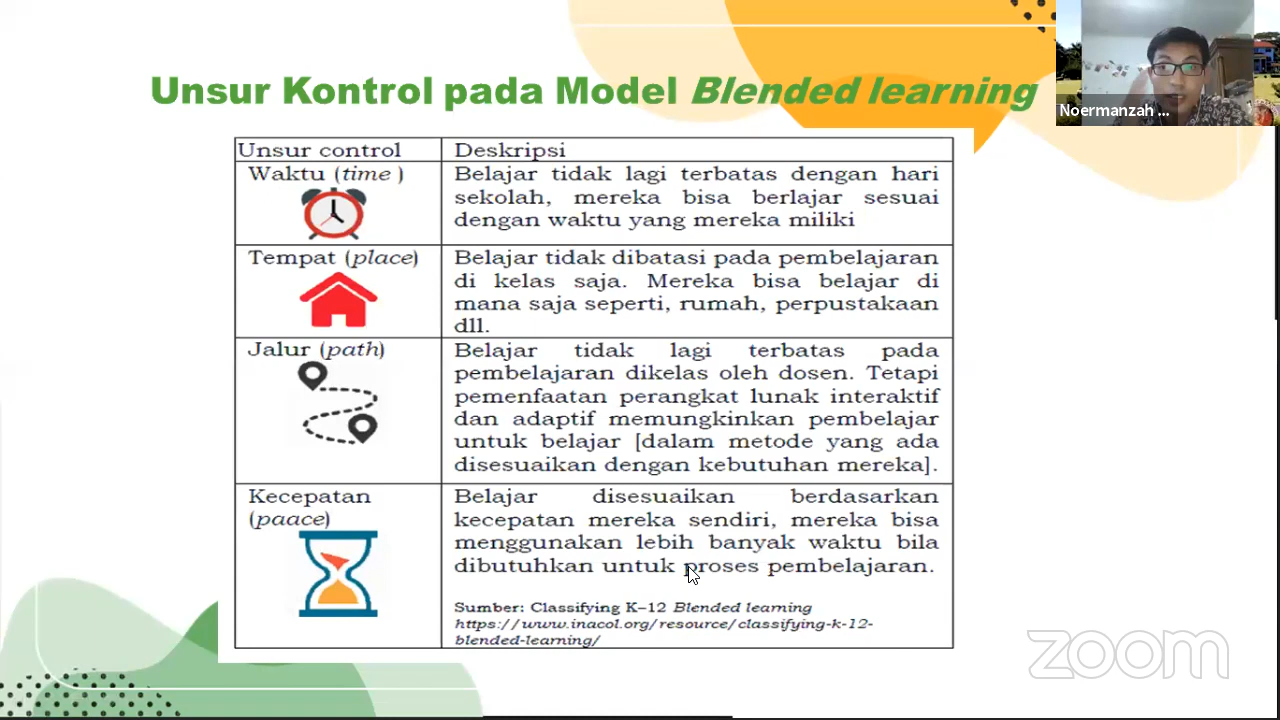 Unsur Kontrol pada Model Blended learning
Noermanzah ...
Unsur control
Deskripsi
Waktu (time )
Belajar tidak lagi terbatas dengan hari
sekolah, mereka bisa berlajar sesuai
dengan waktu yang mereka miliki
Tempat (place)
Belajar tidak dibatasi pada pembelajaran
di kelas saja. Mereka bisa belajar di
mana saja seperti, rumah, perpustakaan
dll.
Jalur (path)
Belajar tidak lagi terbatas pada
pembelajaran dikelas oleh dosen. Tetapi
pemenfaatan perangkat lunak interaktif
dan adaptif memungkinkan pembelajar
untuk belajar [dalam metode yang ada
disesuaikan dengan kebutuhan mereka].
Kecepatan
(paace)
Belajar disesuaikan berdasarkan
kecepatan mereka sendiri, mereka bisa
menggunakan lebih banyak waktu bila
dibutuhkan untuk proses pembelajaran.
Sumber: Classifying K–12 Blended learning
https://www.inacol.org/resource/classifying-k-12-
blended-learning/
zoom